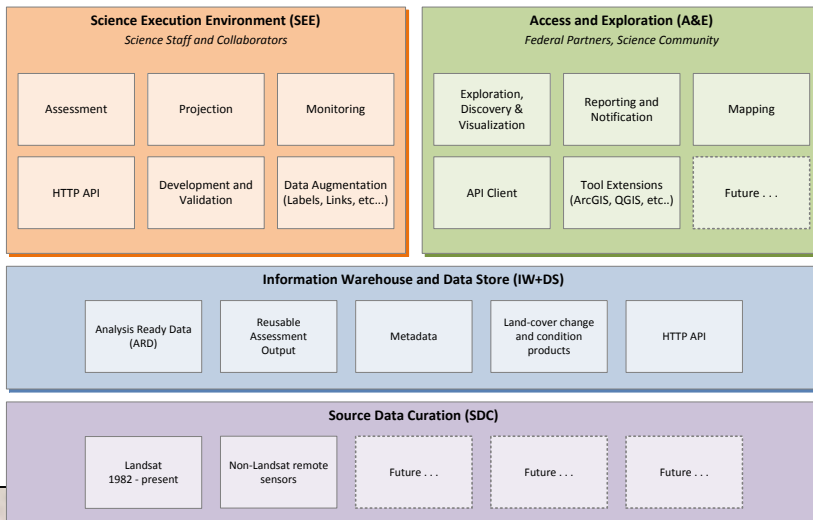 Science Execution Environment (SEE)
Science Staff and Collaborators
Assessment
Projection
Monitoring
HTTP API
Development and
Validation
Data Augmentation
(Labels, Links, etc...)
Access and Exploration (A&E)
Federal Partners, Science Community
Exploration,
Discovery &
Visualization
Reporting and
Notification
Mapping
API Client
Tool Extensions
(ArcGIS, QGIS, etc..)
Future . . .
Information Warehouse and Data Store (IW+DS)
Analysis Ready Data
(ARD)
Reusable
Assessment
Output
Metadata
Land-cover change
and condition
products
HTTP API
Source Data Curation (SDC)
Landsat
1982 - present
Non-Landsat remote
sensors
Future . . .
Future . . .
Future . . .